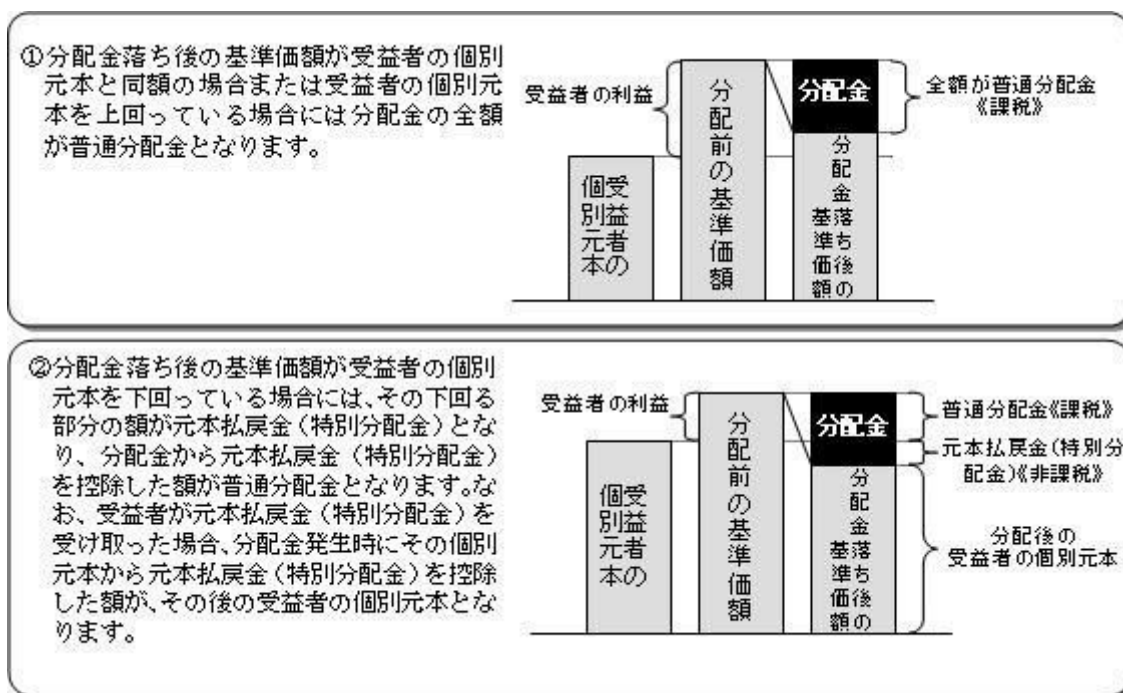 ①分配金落ち後の基準価額が受益者の個別
元本と同額の場合または受益者の個別元
本を上回っている場合には分配金の全額
が普通分配金となります。
受益者の利益
受益者の
個別元本
分配前の基準価額
分配金
分配金落ち後の
基準価額
全額が普通分配金
《課税》
②分配金落ち後の基準価額が受益者の個別
元本を下回っている場合には、その下回る
部分の額が元本払戻金(特別分配金)とな
り、分配金から元本払戻金(特別分配金)
を控除した額が普通分配金となります。な
お、受益者が元本払戻金(特別分配金)を
受け取った場合、分配金発生時にその個別
元本から元本払戻金(特別分配金)を控除
した額が、その後の受益者の個別元本とな
ります。
受益者の利益
受益者の
個別元本
分配前の基準価額
分配金
分配金落ち後の
基準価額
普通分配金《課税》
元本払戻金(特別分
配金)《非課税》
分配後の
受益者の個別元本